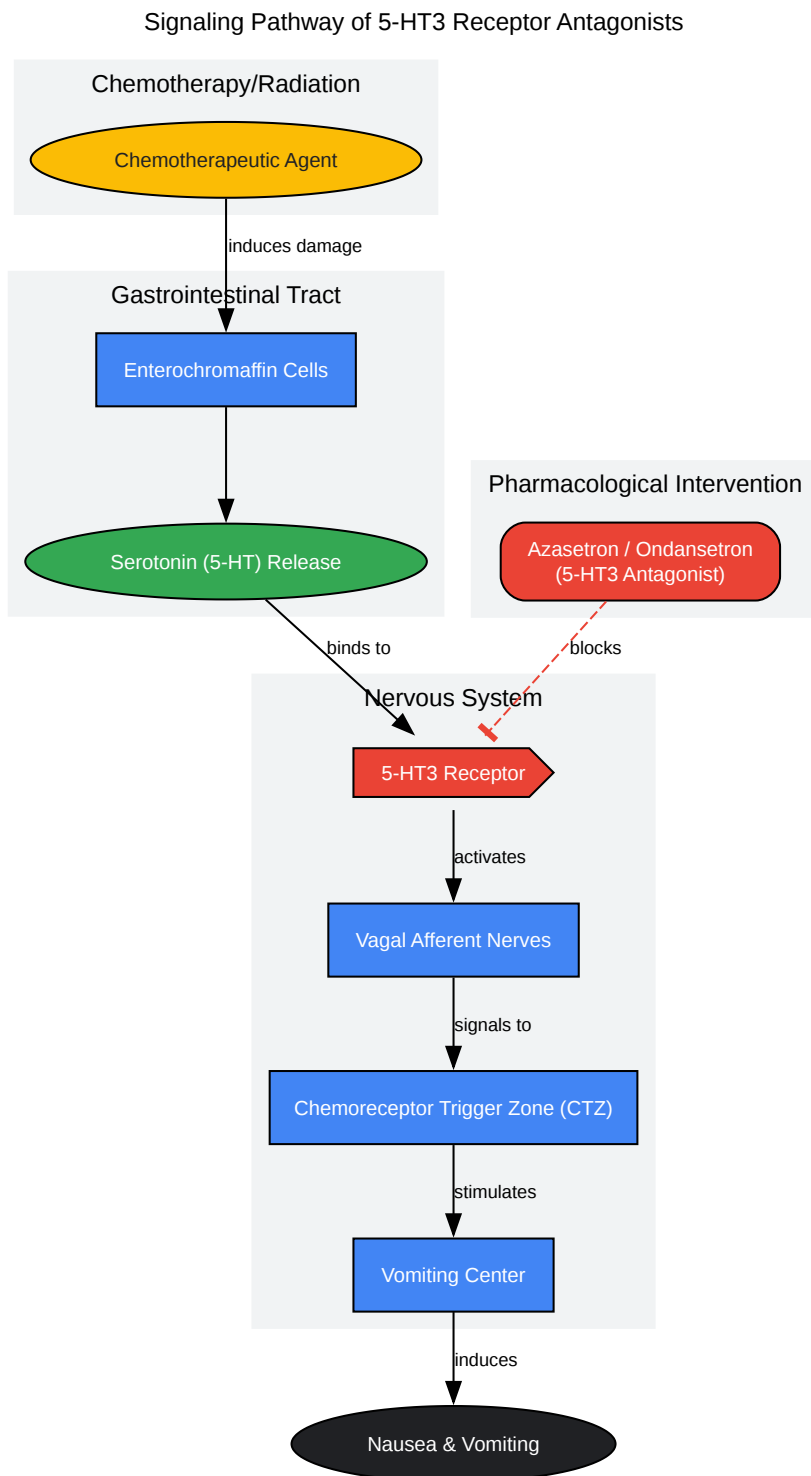 Signaling Pathway of 5-HT3 Receptor Antagonists
Chemotherapy/Radiation
Chemotherapeutic Agent
induces damage
Gastrointestinal Tract
Enterochromaffin Cells
Serotonin (5-HT) Release
Pharmacological Intervention
Azasetron / Ondansetron
(5-HT3 Antagonist)
binds to
blocks
Nervous System
5-HT3 Receptor
activates
Vagal Afferent Nerves
signals to
Chemoreceptor Trigger Zone (CTZ)
stimulates
Vomiting Center
induces
Nausea & Vomiting